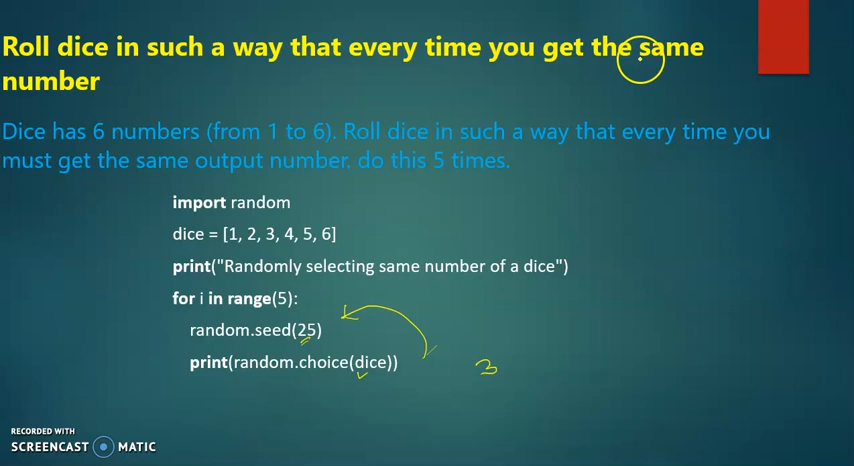 Roll dice in such a way that every time you get the same
number
Dice has 6 numbers (from 1 to 6). Roll dice in such a way that every time you
must get the same output number. do this 5 times.
import random
dice = [1, 2, 3, 4, 5, 6]
print("Randomly selecting same number of a dice")
for i in range(5):
random.seed(25)
print(random.choice(dice))
3
RECORDED WITH
SCREENCAST MATIC